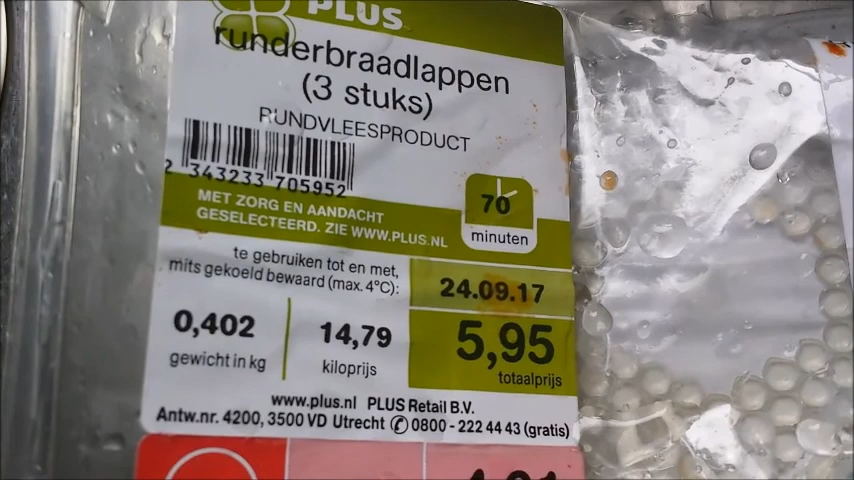 PLUS
runderbraadlappen
(3 stuks)
RUNDVLEESPRODUCT
2 343233 705952
MET ZORG EN AANDACHT
GESELECTEERD. ZIE WWW.PLUS.NL
70
minuten
te gebruiken tot en met,
mits gekoeld bewaard (max. 4°C):
24.09.17
0,402
gewicht in kg
14,79
kiloprijs
5,95
totaalprijs
www.plus.nl PLUS Retail B.V.
Antw.nr. 4200, 3500 VD Utrecht ✆ 0800 - 222 44 43 (gratis)